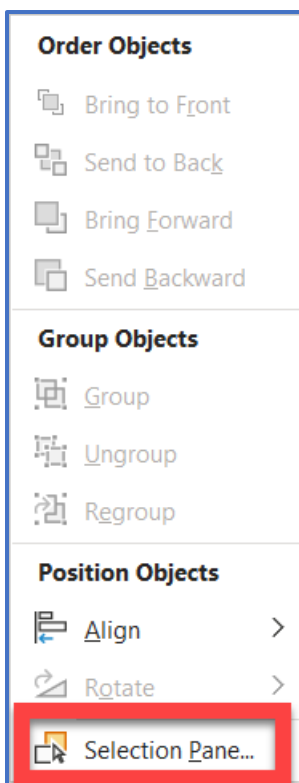 Order Objects
Bring to Front
Send to Back
Bring Forward
Send Backward
Group Objects
Group
Ungroup
Regroup
Position Objects
Align
Rotate
Selection Pane...